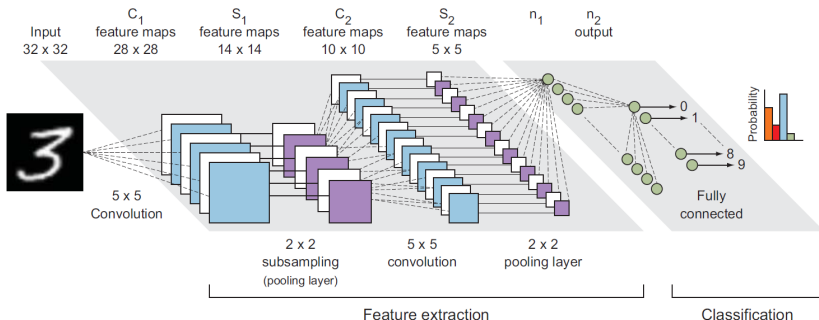 Input
32 x 32
C1
feature maps
28 x 28
S1
feature maps
14 x 14
C2
feature maps
10 x 10
S2
feature maps
5 x 5
n1
n2
output
3
5 x 5
Convolution
2 x 2
subsampling
(pooling layer)
5 x 5
convolution
2 x 2
pooling layer
0
1
8
9
Fully
connected
Probability
Feature extraction
Classification